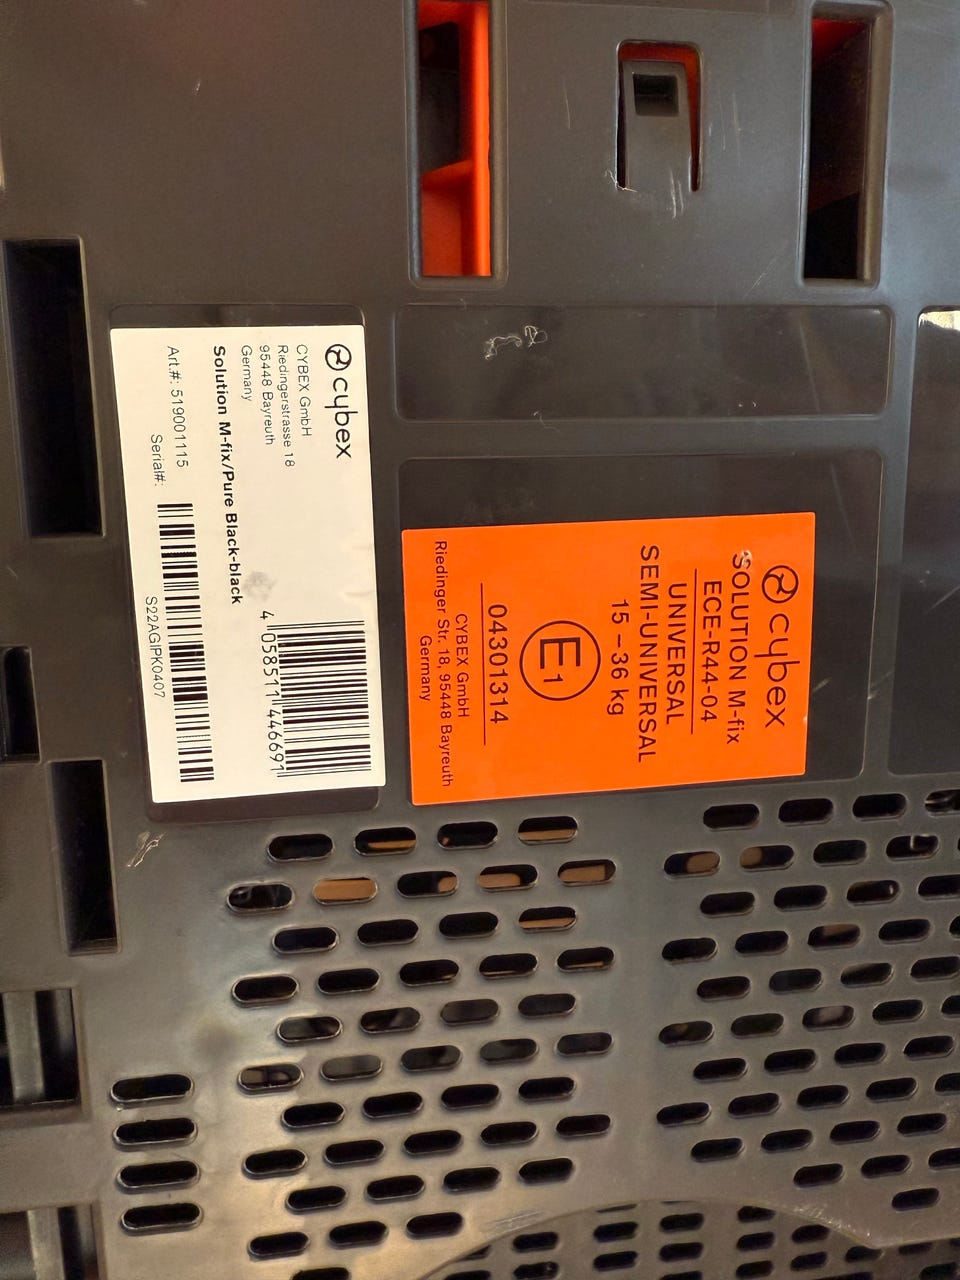 cybex
SOLUTION M-fix
ECE-R44-04
UNIVERSAL
SEMI-UNIVERSAL
15 – 36 kg
E1
04301314
CYBEX GmbH
Riedinger Str. 18, 95448 Bayreuth
Germany
cybex
CYBEX GmbH
Riedingerstrasse 18
95448 Bayreuth
Germany
Solution M-fix/Pure Black-black
4 058511 446691
Art.#: 519001115
Serial#:
S22AGIPK0407